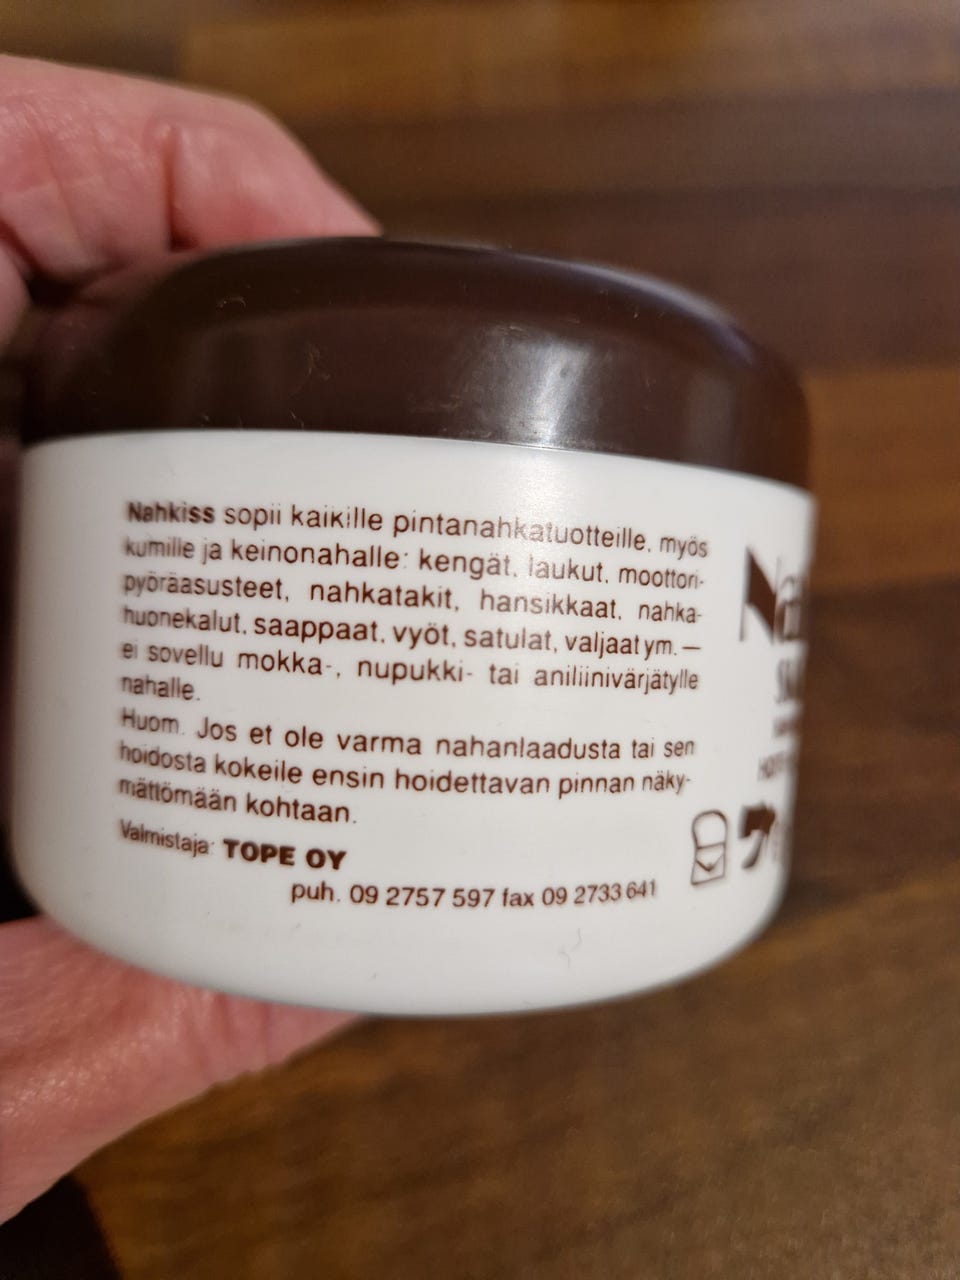 Nahkiss sopii kaikille pintanahkatuotteille, myös
kumille ja keinonahalle: kengät, laukut, moottori-
pyöräasusteet, nahkatakit, hansikkaat, nahka-
huonekalut, saappaat, vyöt, satulat, valjaat ym. —
ei sovellu mokka-, nupukki- tai aniliinivärjätylle
nahalle.
Huom. Jos et ole varma nahanlaadusta tai sen
hoidosta kokeile ensin hoidettavan pinnan näky-
mättömään kohtaan.
Valmistaja: TOPE OY
puh. 09 2757 597 fax 09 2733 641